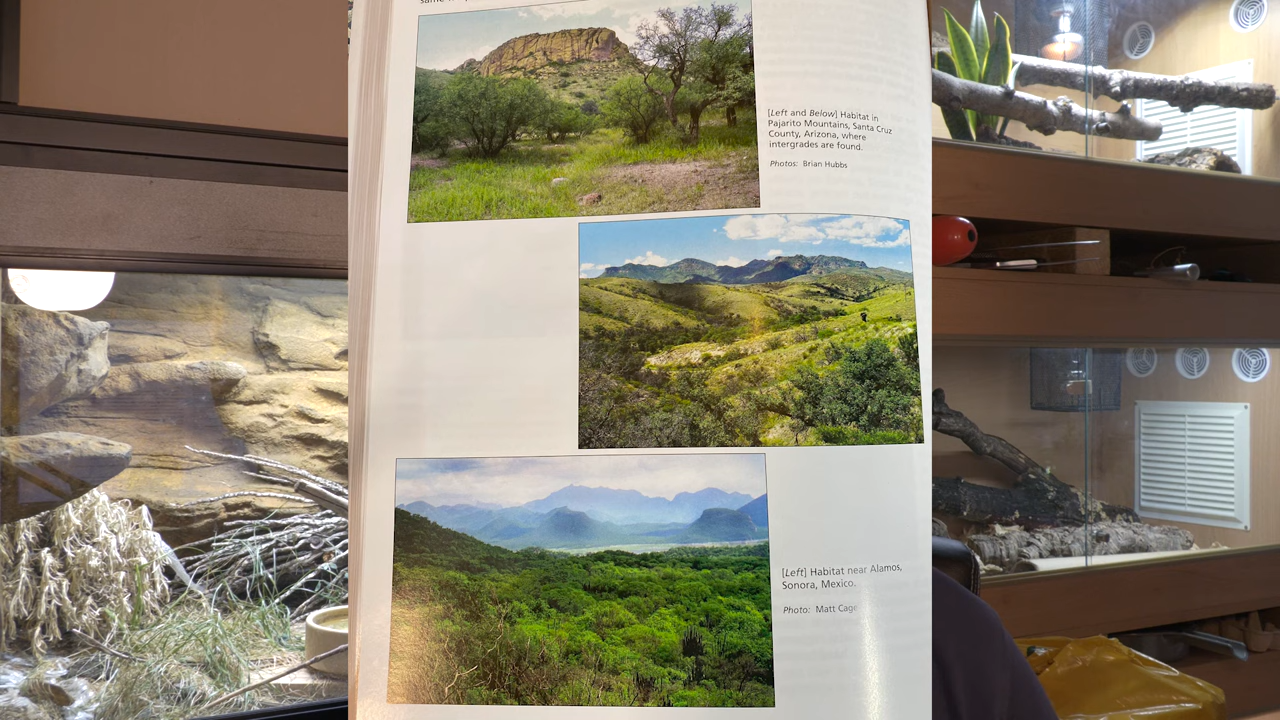 [Left and Below] Habitat in
Pajarito Mountains, Santa Cruz
County, Arizona, where
intergrades are found.
Photos: Brian Hubbs
[Left] Habitat near Alamos,
Sonora, Mexico.
Photo: Matt Cage